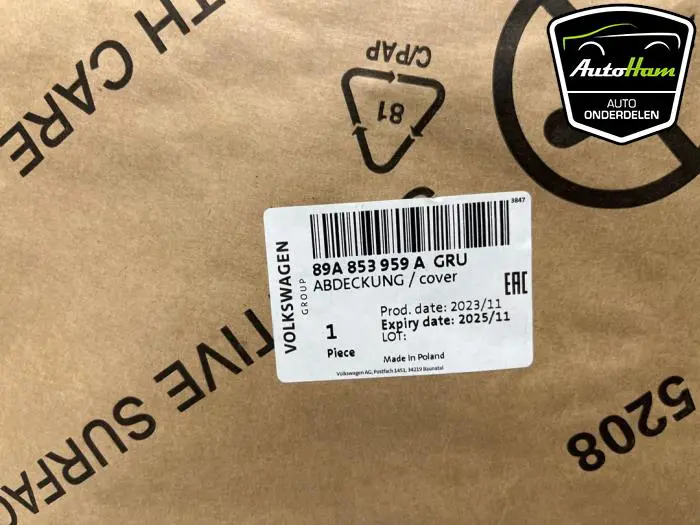 TH CARE
C/PAP
81
AutoHam
AUTO
ONDERDELEN
3847
VOLKSWAGEN
GROUP
89A 853 959 A GRU
ABDECKUNG / cover
EAC
1
Piece
Prod. date: 2023/11
Expiry date: 2025/11
LOT:
Made in Poland
Volkswagen AG, Postfach 1451, 34219 Baunatal
TIVE SURFAC
5208